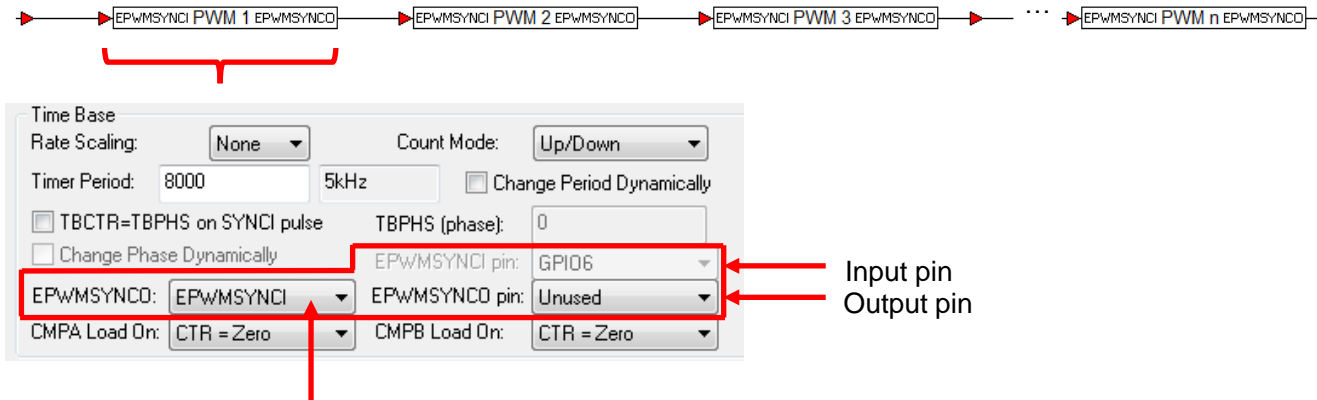 EPWMSYNCI PWM 1 EPWMSYNCO EPWMSYNCI PWM 2 EPWMSYNCO EPWMSYNCI PWM 3 EPWMSYNCO ... EPWMSYNCI PWM n EPWMSYNCO
Time Base
Rate Scaling: None Count Mode: Up/Down
Timer Period: 8000 5kHz Change Period Dynamically
TBCTR=TBPHS on SYNCI pulse TBPHS (phase): 0
Change Phase Dynamically EPWMSYNCI pin: GPIO6
Input pin
EPWMSYNCO: EPWMSYNCI EPWMSYNCO pin: Unused
Output pin
CMPA Load On: CTR = Zero CMPB Load On: CTR = Zero